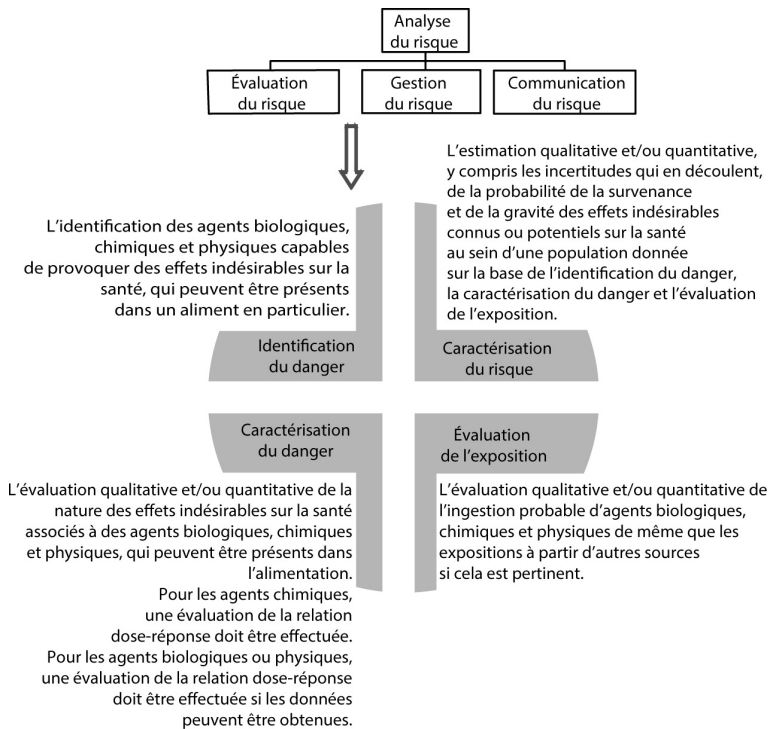 Analyse
du risque
Évaluation
du risque
Gestion
du risque
Communication
du risque
L’identification des agents biologiques,
chimiques et physiques capables
de provoquer des effets indésirables sur la
santé, qui peuvent être présents
dans un aliment en particulier.
Identification
du danger
L’estimation qualitative et/ou quantitative,
y compris les incertitudes qui en découlent,
de la probabilité de la survenance
et de la gravité des effets indésirables
connus ou potentiels sur la santé
au sein d’une population donnée
sur la base de l’identification du danger,
la caractérisation du danger et l’évaluation
de l’exposition.
Caractérisation
du risque
Caractérisation
du danger
L’évaluation qualitative et/ou quantitative de la
nature des effets indésirables sur la santé
associés à des agents biologiques, chimiques
et physiques, qui peuvent être présents dans
l’alimentation.
Pour les agents chimiques,
une évaluation de la relation
dose-réponse doit être effectuée.
Pour les agents biologiques ou physiques,
une évaluation de la relation dose-réponse
doit être effectuée si les données
peuvent être obtenues.
Évaluation
de l’exposition
L’évaluation qualitative et/ou quantitative de
l’ingestion probable d’agents biologiques,
chimiques et physiques de même que les
expositions à partir d’autres sources
si cela est pertinent.